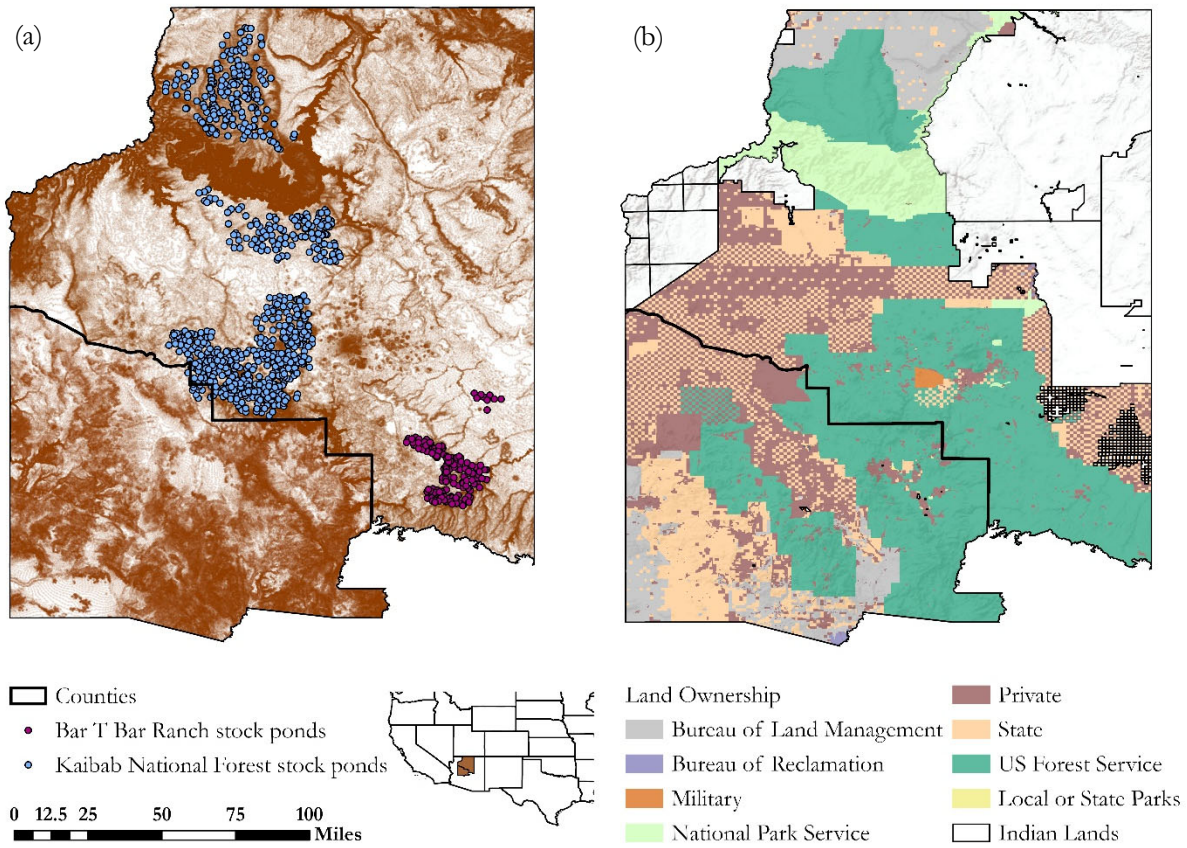 (a)
(b)
Counties
Bar T Bar Ranch stock ponds
Kaibab National Forest stock ponds
0 12.5 25 50 75 100
Miles
Land Ownership
Bureau of Land Management
Bureau of Reclamation
Military
National Park Service
Private
State
US Forest Service
Local or State Parks
Indian Lands